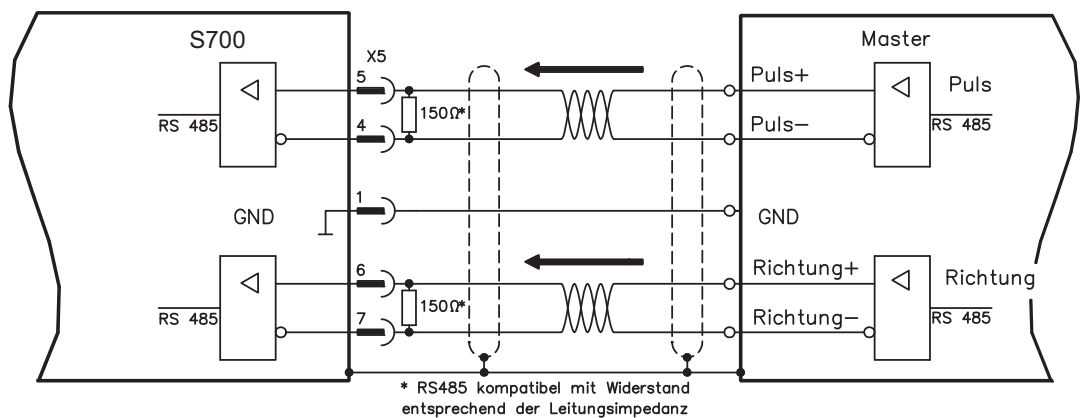 S700
Master
X5
5
Puls+
Puls
150Ω*
RS 485
4
Puls–
RS 485
1
GND
GND
6
Richtung+
Richtung
150Ω*
RS 485
7
Richtung–
RS 485
* RS485 kompatibel mit Widerstand
entsprechend der Leitungsimpedanz